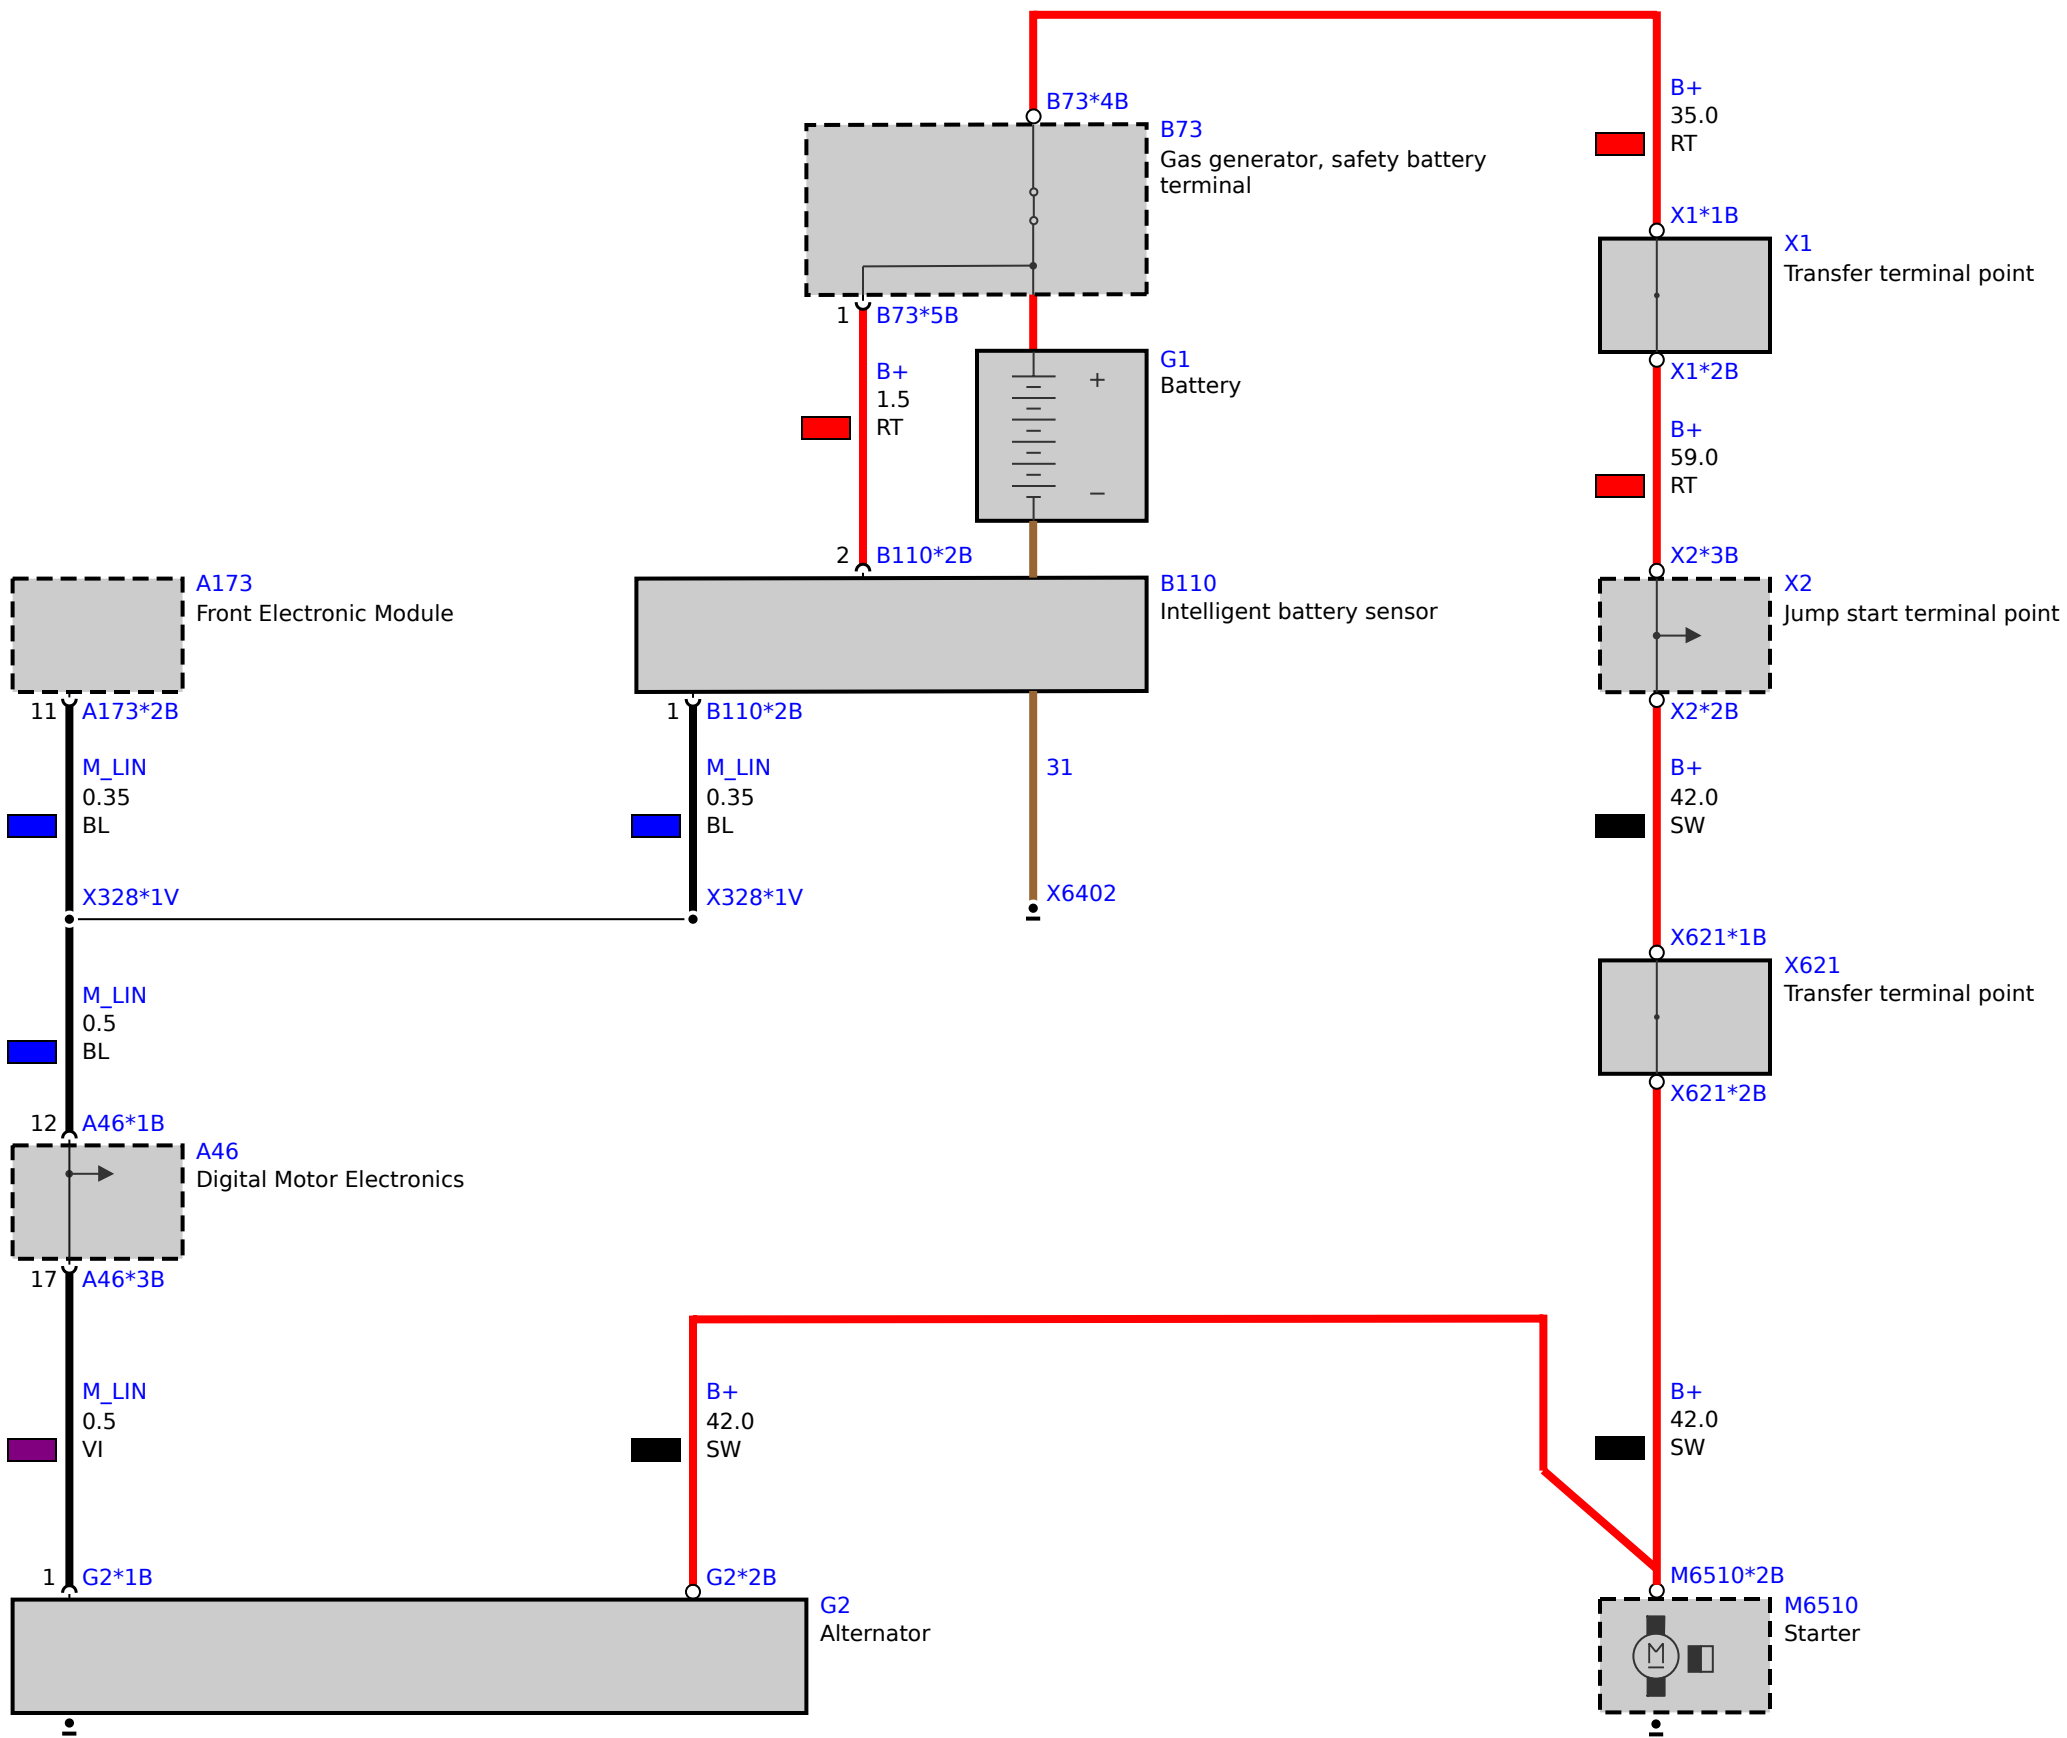 B73*4B
B73
Gas generator, safety battery
terminal
B+
35.0
RT
X1*1B
X1
Transfer terminal point
1
B73*5B
B+
1.5
RT
G1
Battery
+
−
X1*2B
B+
59.0
RT
2
B110*2B
B110
Intelligent battery sensor
X2*3B
X2
Jump start terminal point
A173
Front Electronic Module
11
A173*2B
M_LIN
0.35
BL
X328*1V
1
B110*2B
M_LIN
0.35
BL
X328*1V
31
X6402
X2*2B
B+
42.0
SW
X621*1B
X621
Transfer terminal point
X621*2B
M_LIN
0.5
BL
12
A46*1B
A46
Digital Motor Electronics
17
A46*3B
M_LIN
0.5
VI
1
G2*1B
B+
42.0
SW
G2*2B
G2
Alternator
B+
42.0
SW
M6510*2B
M6510
Starter
M